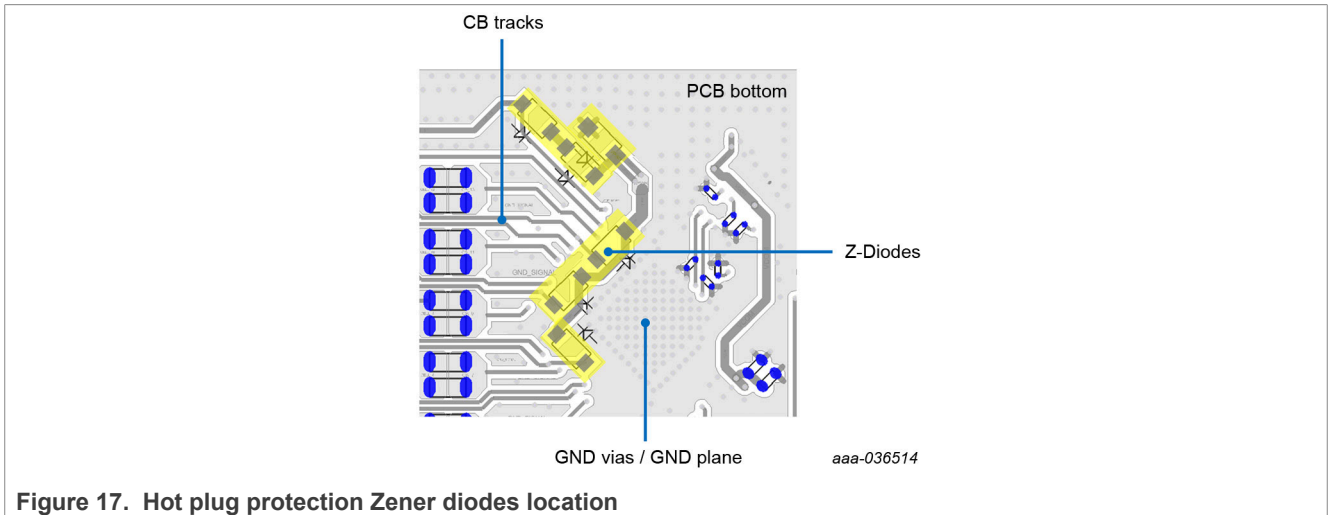 CB tracks
PCB bottom
GND_SIGNAL
Z-Diodes
GND vias / GND plane
aaa-036514
Figure 17. Hot plug protection Zener diodes location